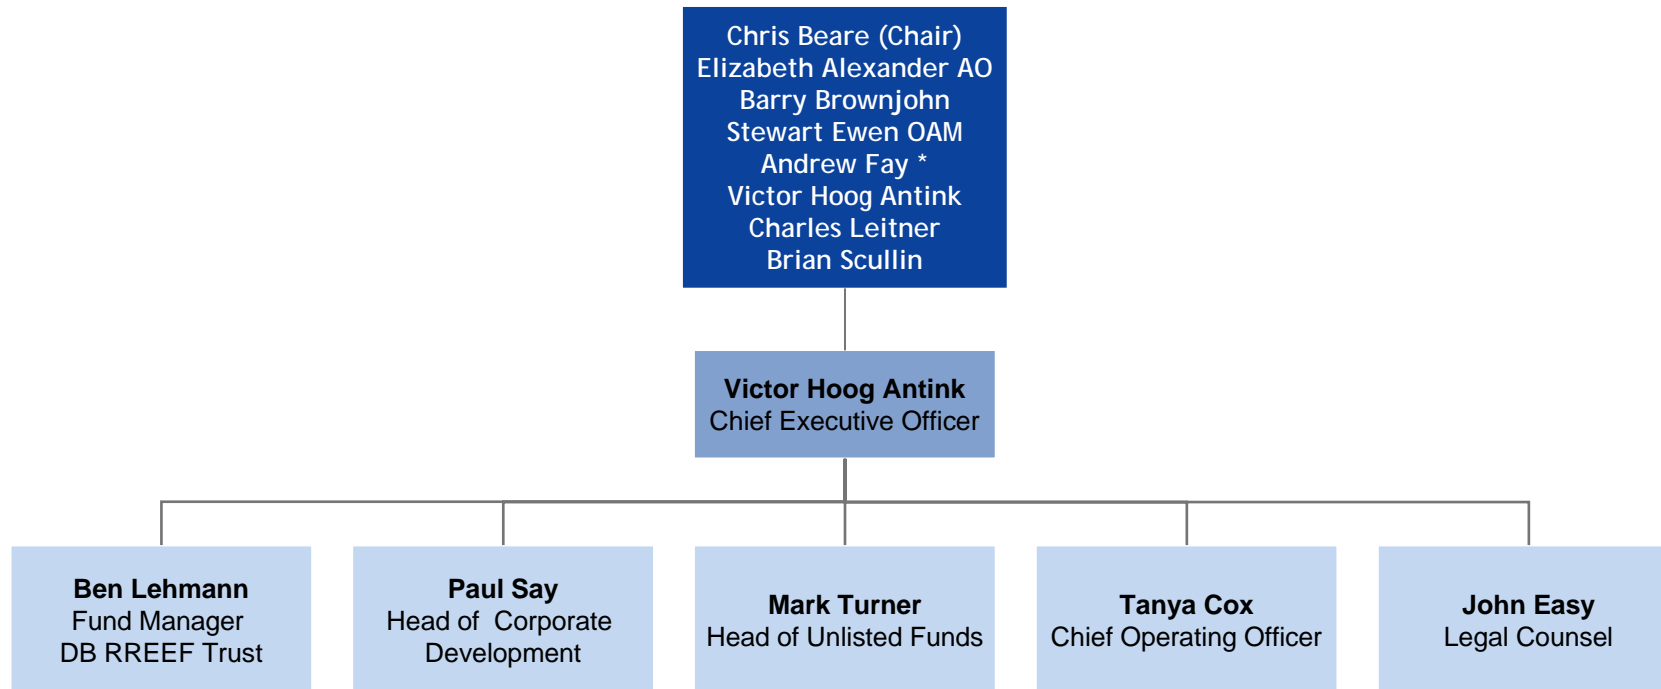 Chris Beare (Chair)
Elizabeth Alexander AO
Barry Brownjohn
Stewart Ewen OAM
Andrew Fay *
Victor Hoog Antink
Charles Leitner
Brian Scullin
Victor Hoog Antink
Chief Executive Officer
Ben Lehmann
Fund Manager
DB RREEF Trust
Paul Say
Head of Corporate
Development
Mark Turner
Head of Unlisted Funds
Tanya Cox
Chief Operating Officer
John Easy
Legal Counsel